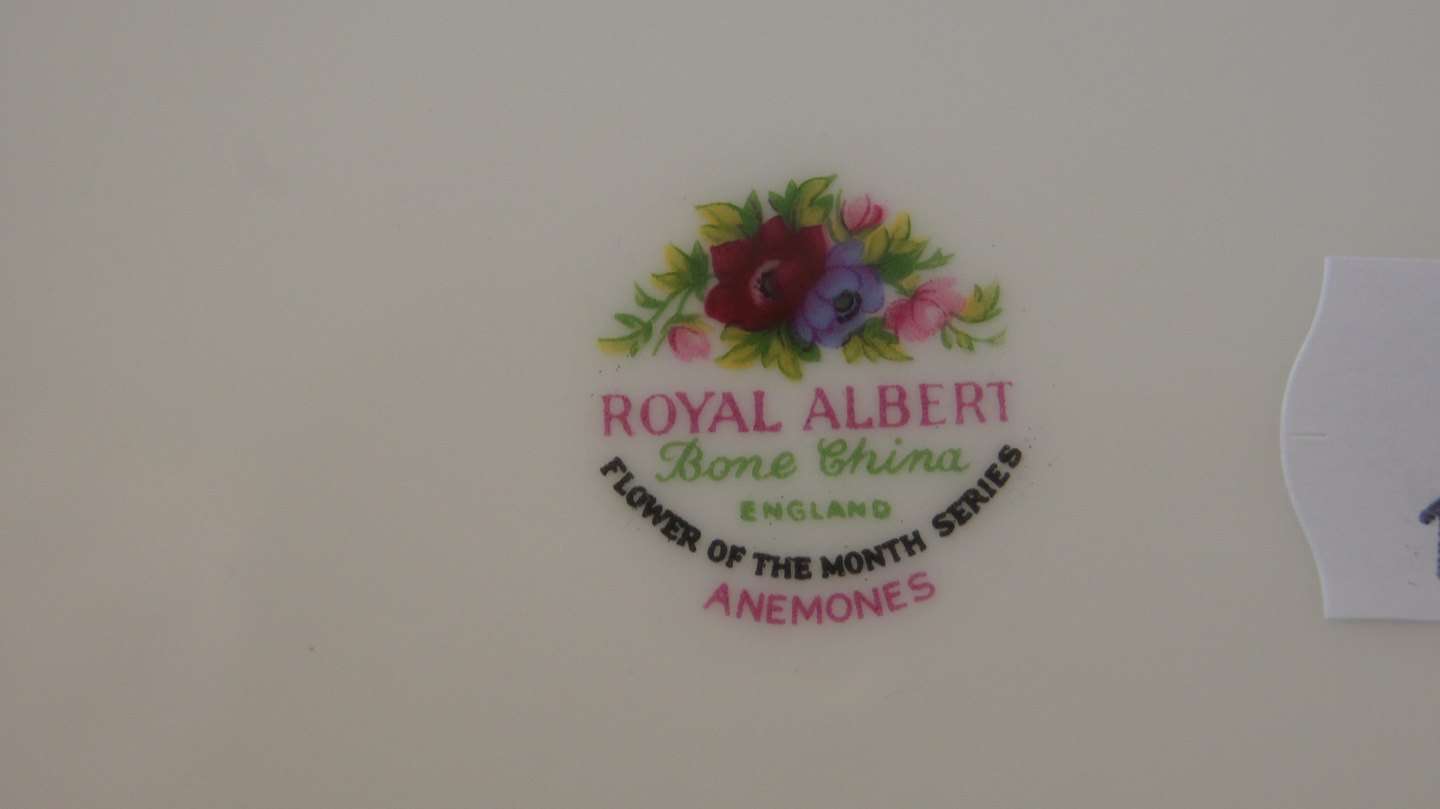 ROYAL ALBERT
Bone China
ENGLAND
FLOWER OF THE MONTH SERIES
ANEMONES